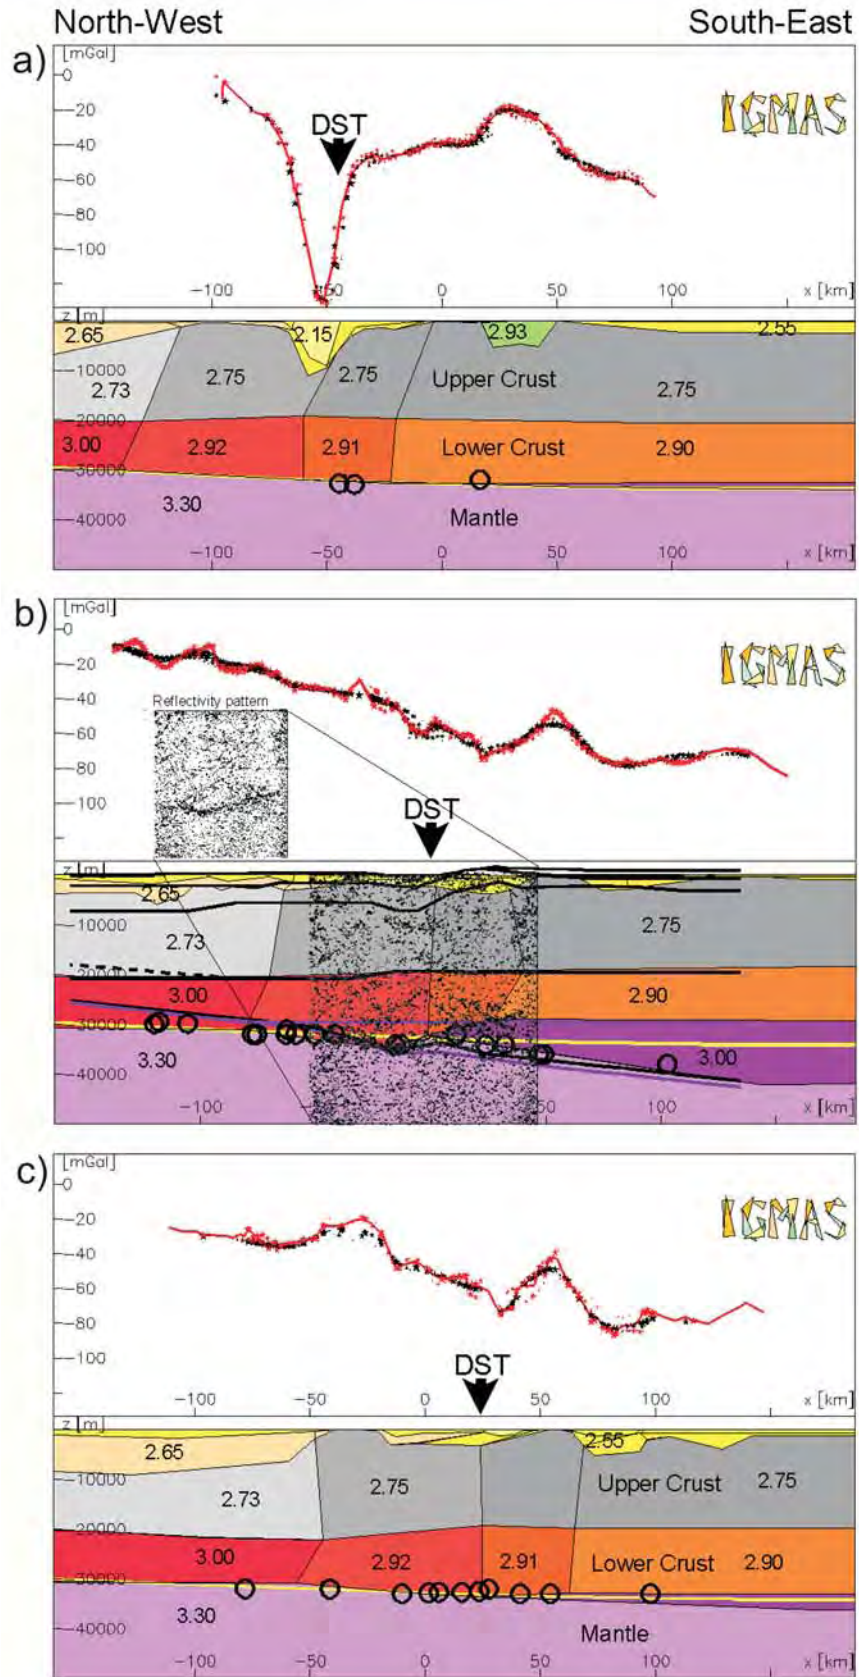 North-West South-East
a)
[mGal]
0
−20
−40
−60
−80
−100
DST
IGMAS
−100 −50 0 50 100 x [km]
z [m]
2.65 2.15 2.93 2.55
−10000
2.73 2.75 2.75 Upper Crust 2.75
−20000
3.00 2.92 2.91 Lower Crust 2.90
−30000
3.30
−40000 Mantle
−100 −50 0 50 100 x [km]
b)
[mGal]
0
−20
−40
−60
−80
−100
IGMAS
Reflectivity pattern
DST
z [m]
2.65
−10000
2.73 2.75
−20000
3.00 2.90
−30000
3.30 3.00
−40000
−100 0 50 100 x [km]
c)
[mGal]
0
−20
−40
−60
−80
−100
IGMAS
DST
−100 −50 0 50 100 x [km]
z [m]
2.65 2.55
−10000
2.73 2.75 Upper Crust 2.75
−20000
3.00 2.92 2.91 Lower Crust 2.90
−30000
3.30
−40000 Mantle
−100 −50 0 50 100 x [km]